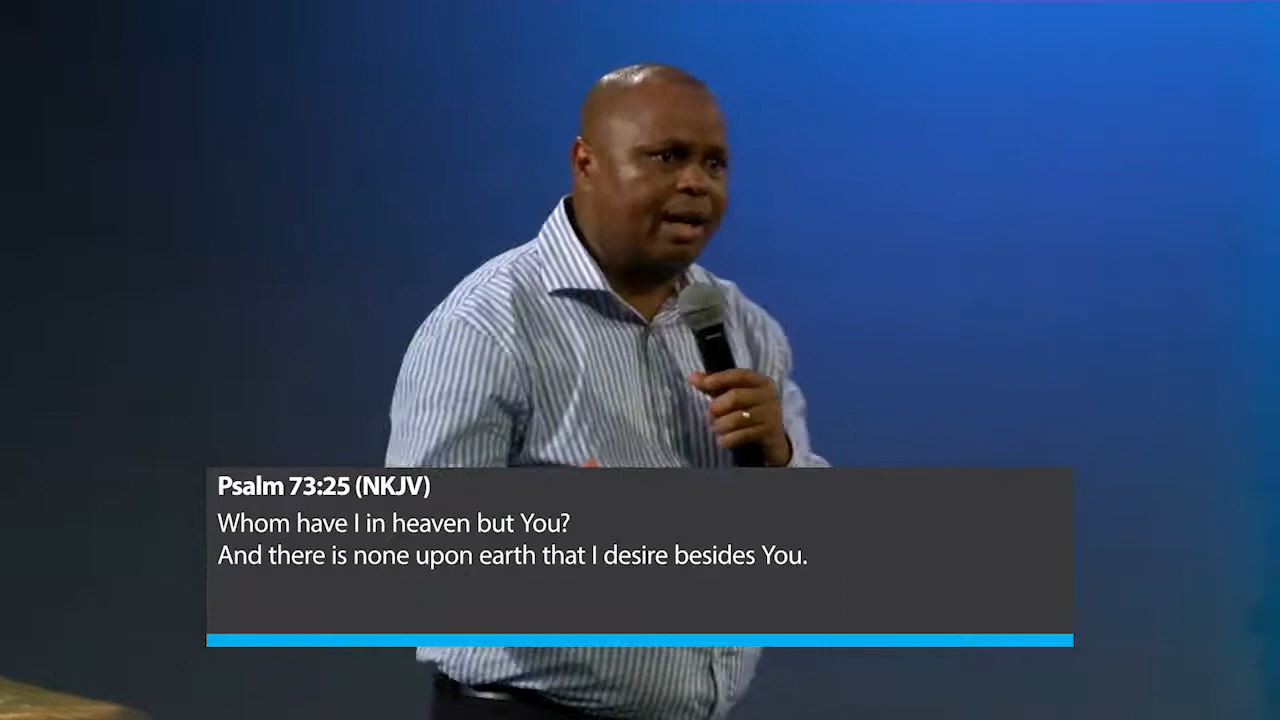 Psalm 73:25 (NKJV)
Whom have I in heaven but You?
And there is none upon earth that I desire besides You.